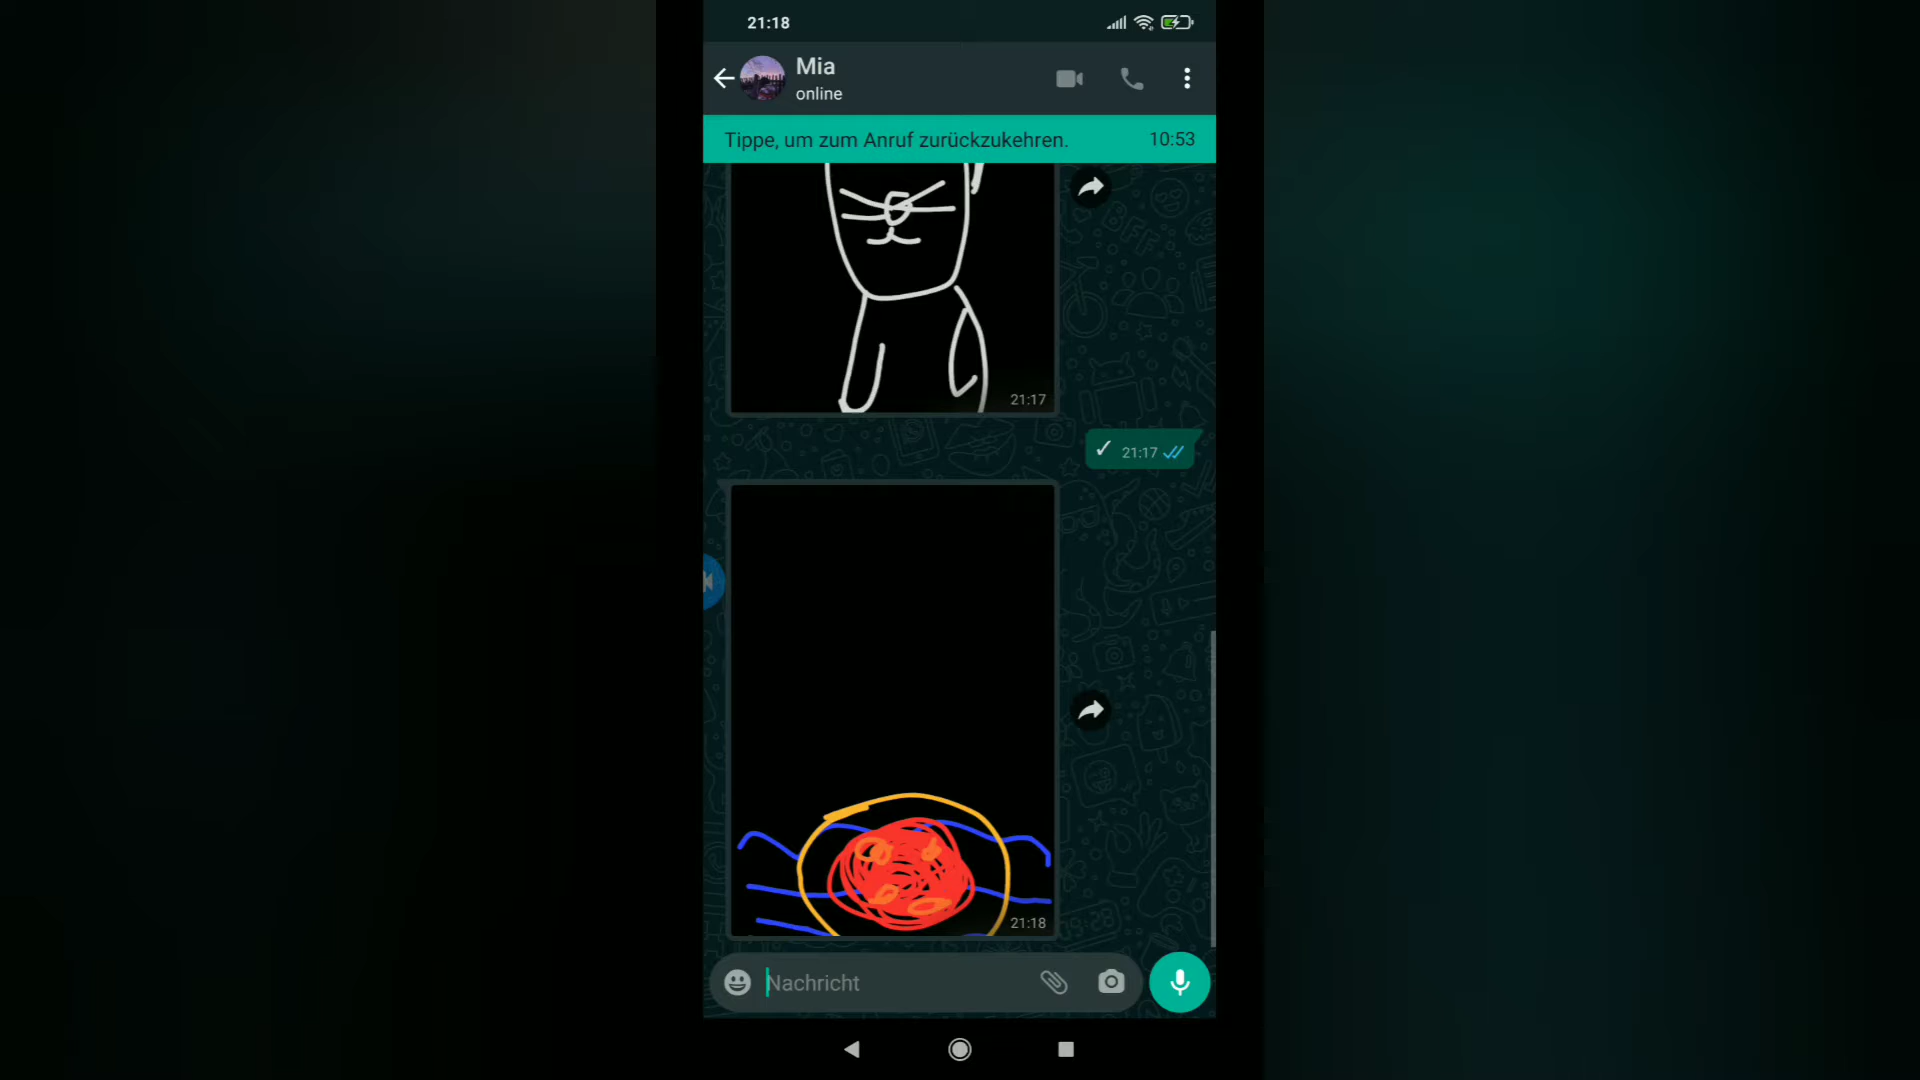 21:18
Mia
online
Tippe, um zum Anruf zurückzukehren. 10:53
21:17
✓ 21:17
21:18
Nachricht